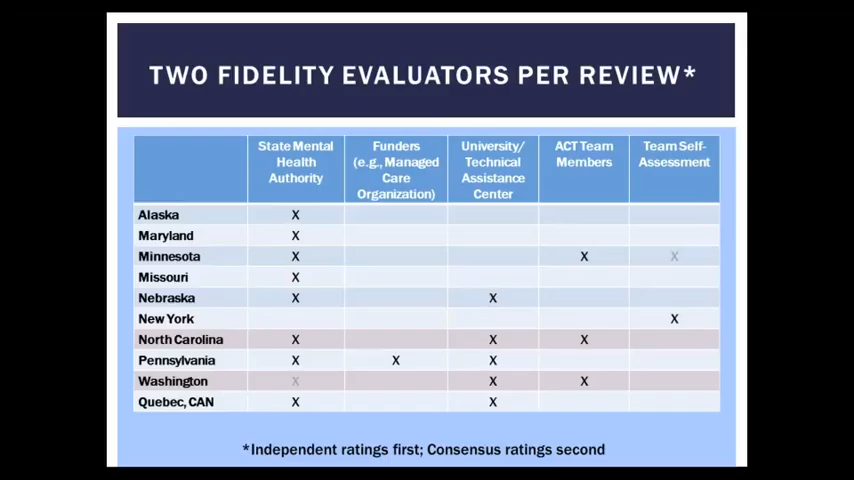 TWO FIDELITY EVALUATORS PER REVIEW*
State Mental Health Authority Funders (e.g., Managed Care Organization) University/ Technical Assistance Center ACT Team Members Team Self-Assessment
Alaska X
Maryland X
Minnesota X X X
Missouri X
Nebraska X X
New York X
North Carolina X X X
Pennsylvania X X X
Washington X X X
Quebec, CAN X X
*Independent ratings first; Consensus ratings second